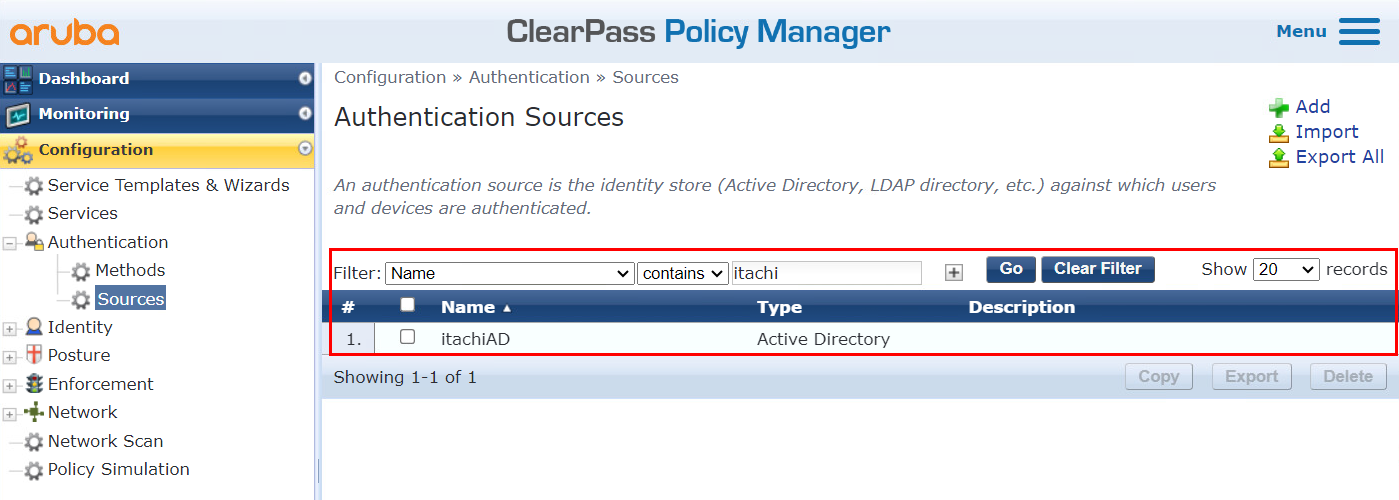 aruba
ClearPass Policy Manager
Menu
Dashboard
Monitoring
Configuration
Service Templates & Wizards
Services
Authentication
Methods
Sources
Identity
Posture
Enforcement
Network
Network Scan
Policy Simulation
Configuration » Authentication » Sources
Authentication Sources
Add
Import
Export All
An authentication source is the identity store (Active Directory, LDAP directory, etc.) against which users
and devices are authenticated.
Filter: Name contains itachi Go Clear Filter Show 20 records
# Name Type Description
1. itachiAD Active Directory
Showing 1-1 of 1 Copy Export Delete